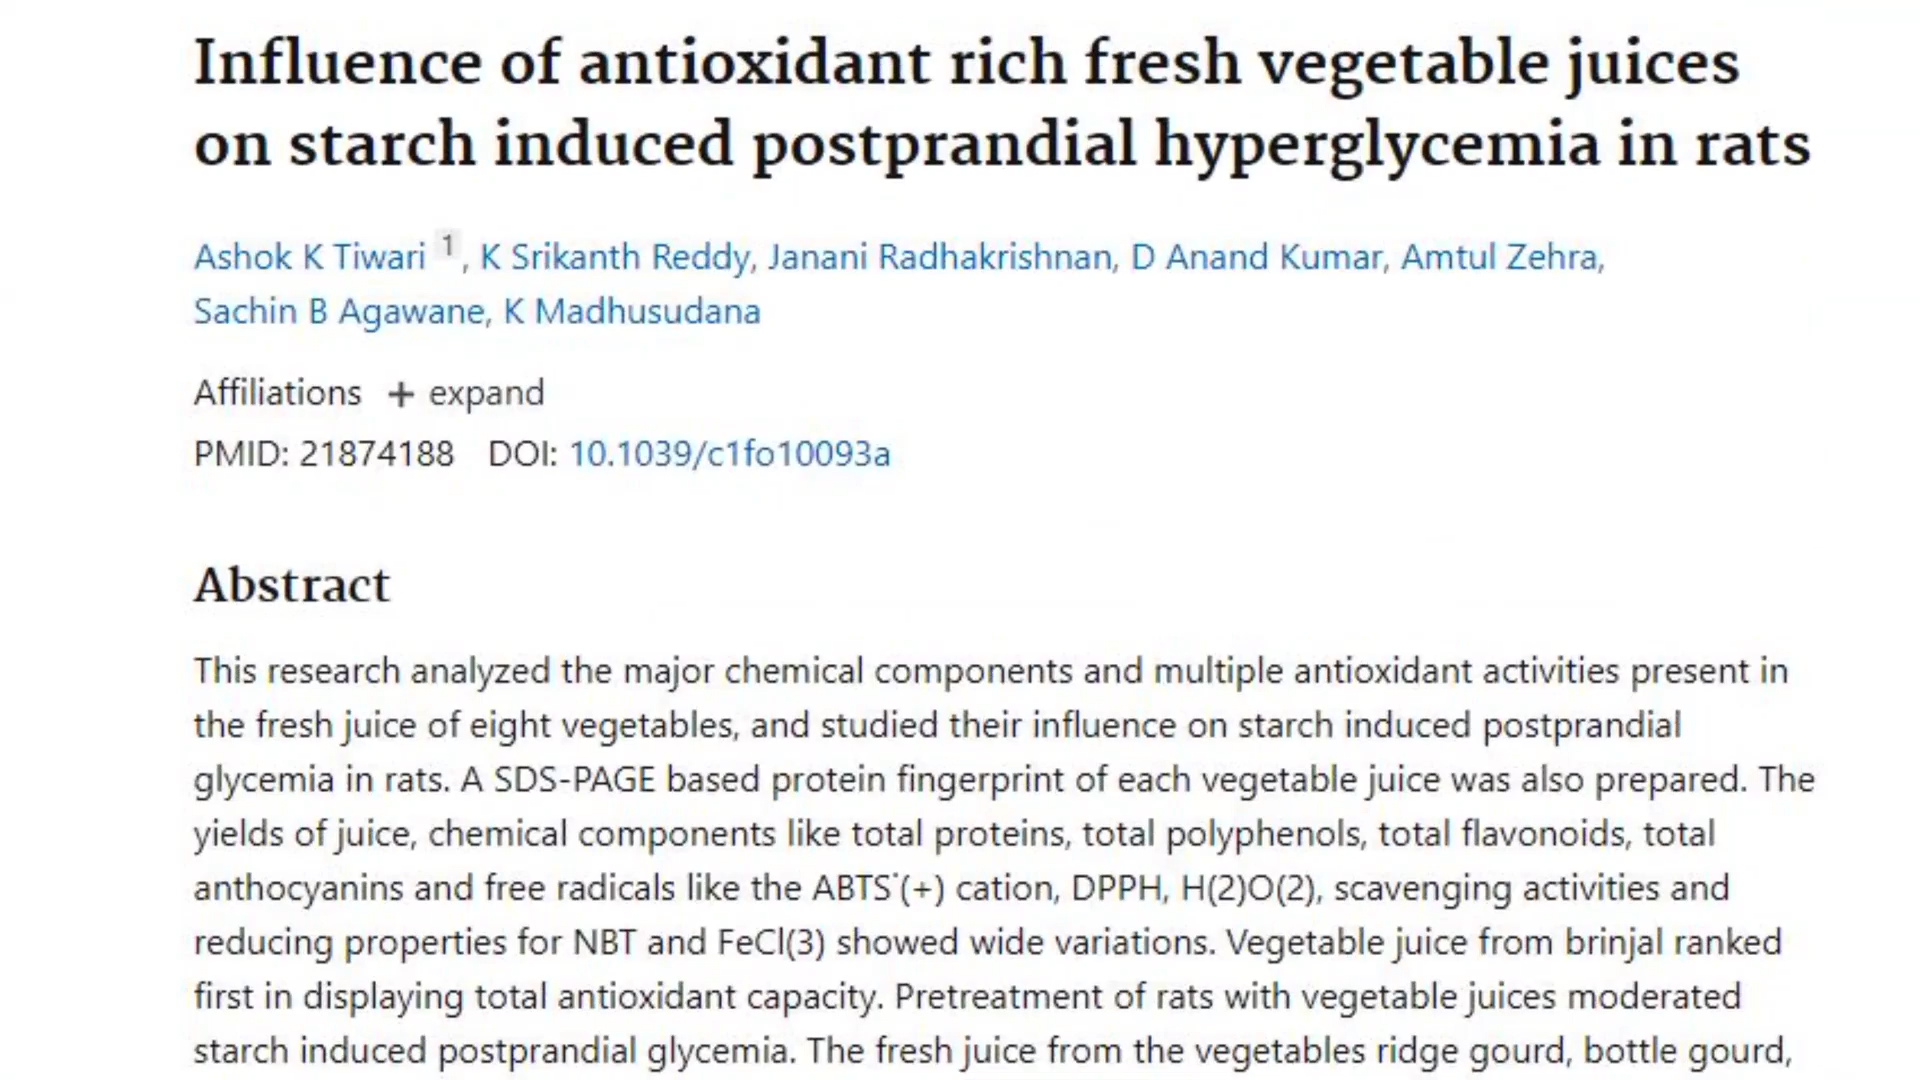 Influence of antioxidant rich fresh vegetable juices
on starch induced postprandial hyperglycemia in rats
Ashok K Tiwari 1, K Srikanth Reddy, Janani Radhakrishnan, D Anand Kumar, Amtul Zehra,
Sachin B Agawane, K Madhusudana
Affiliations + expand
PMID: 21874188 DOI: 10.1039/c1fo10093a
Abstract
This research analyzed the major chemical components and multiple antioxidant activities present in
the fresh juice of eight vegetables, and studied their influence on starch induced postprandial
glycemia in rats. A SDS-PAGE based protein fingerprint of each vegetable juice was also prepared. The
yields of juice, chemical components like total proteins, total polyphenols, total flavonoids, total
anthocyanins and free radicals like the ABTS˙(+) cation, DPPH, H(2)O(2), scavenging activities and
reducing properties for NBT and FeCl(3) showed wide variations. Vegetable juice from brinjal ranked
first in displaying total antioxidant capacity. Pretreatment of rats with vegetable juices moderated
starch induced postprandial glycemia. The fresh juice from the vegetables ridge gourd, bottle gourd,